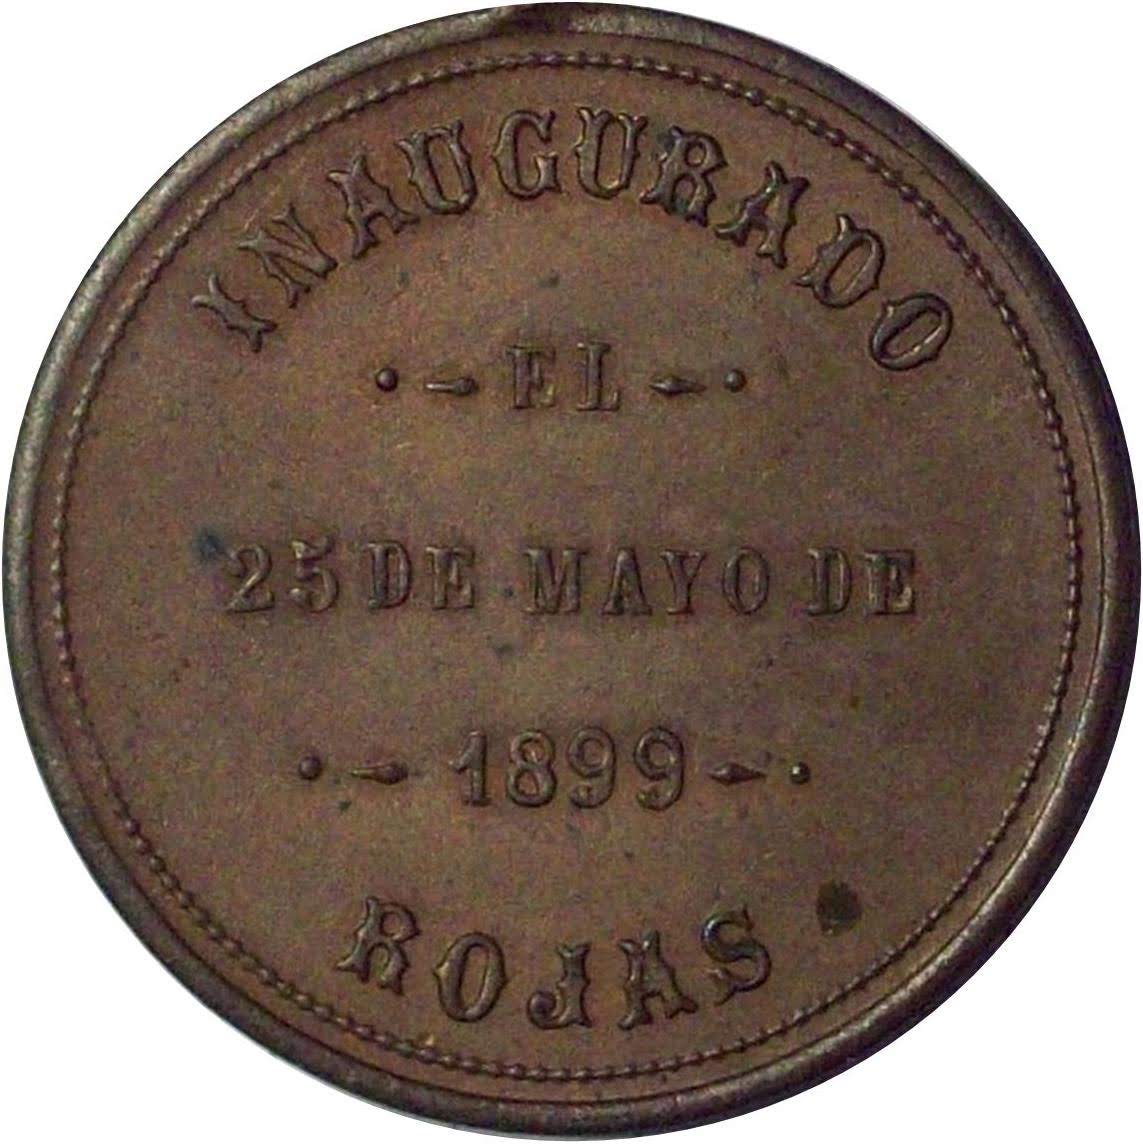 INAUGURADO
EL
25 DE MAYO DE
1899
ROJAS